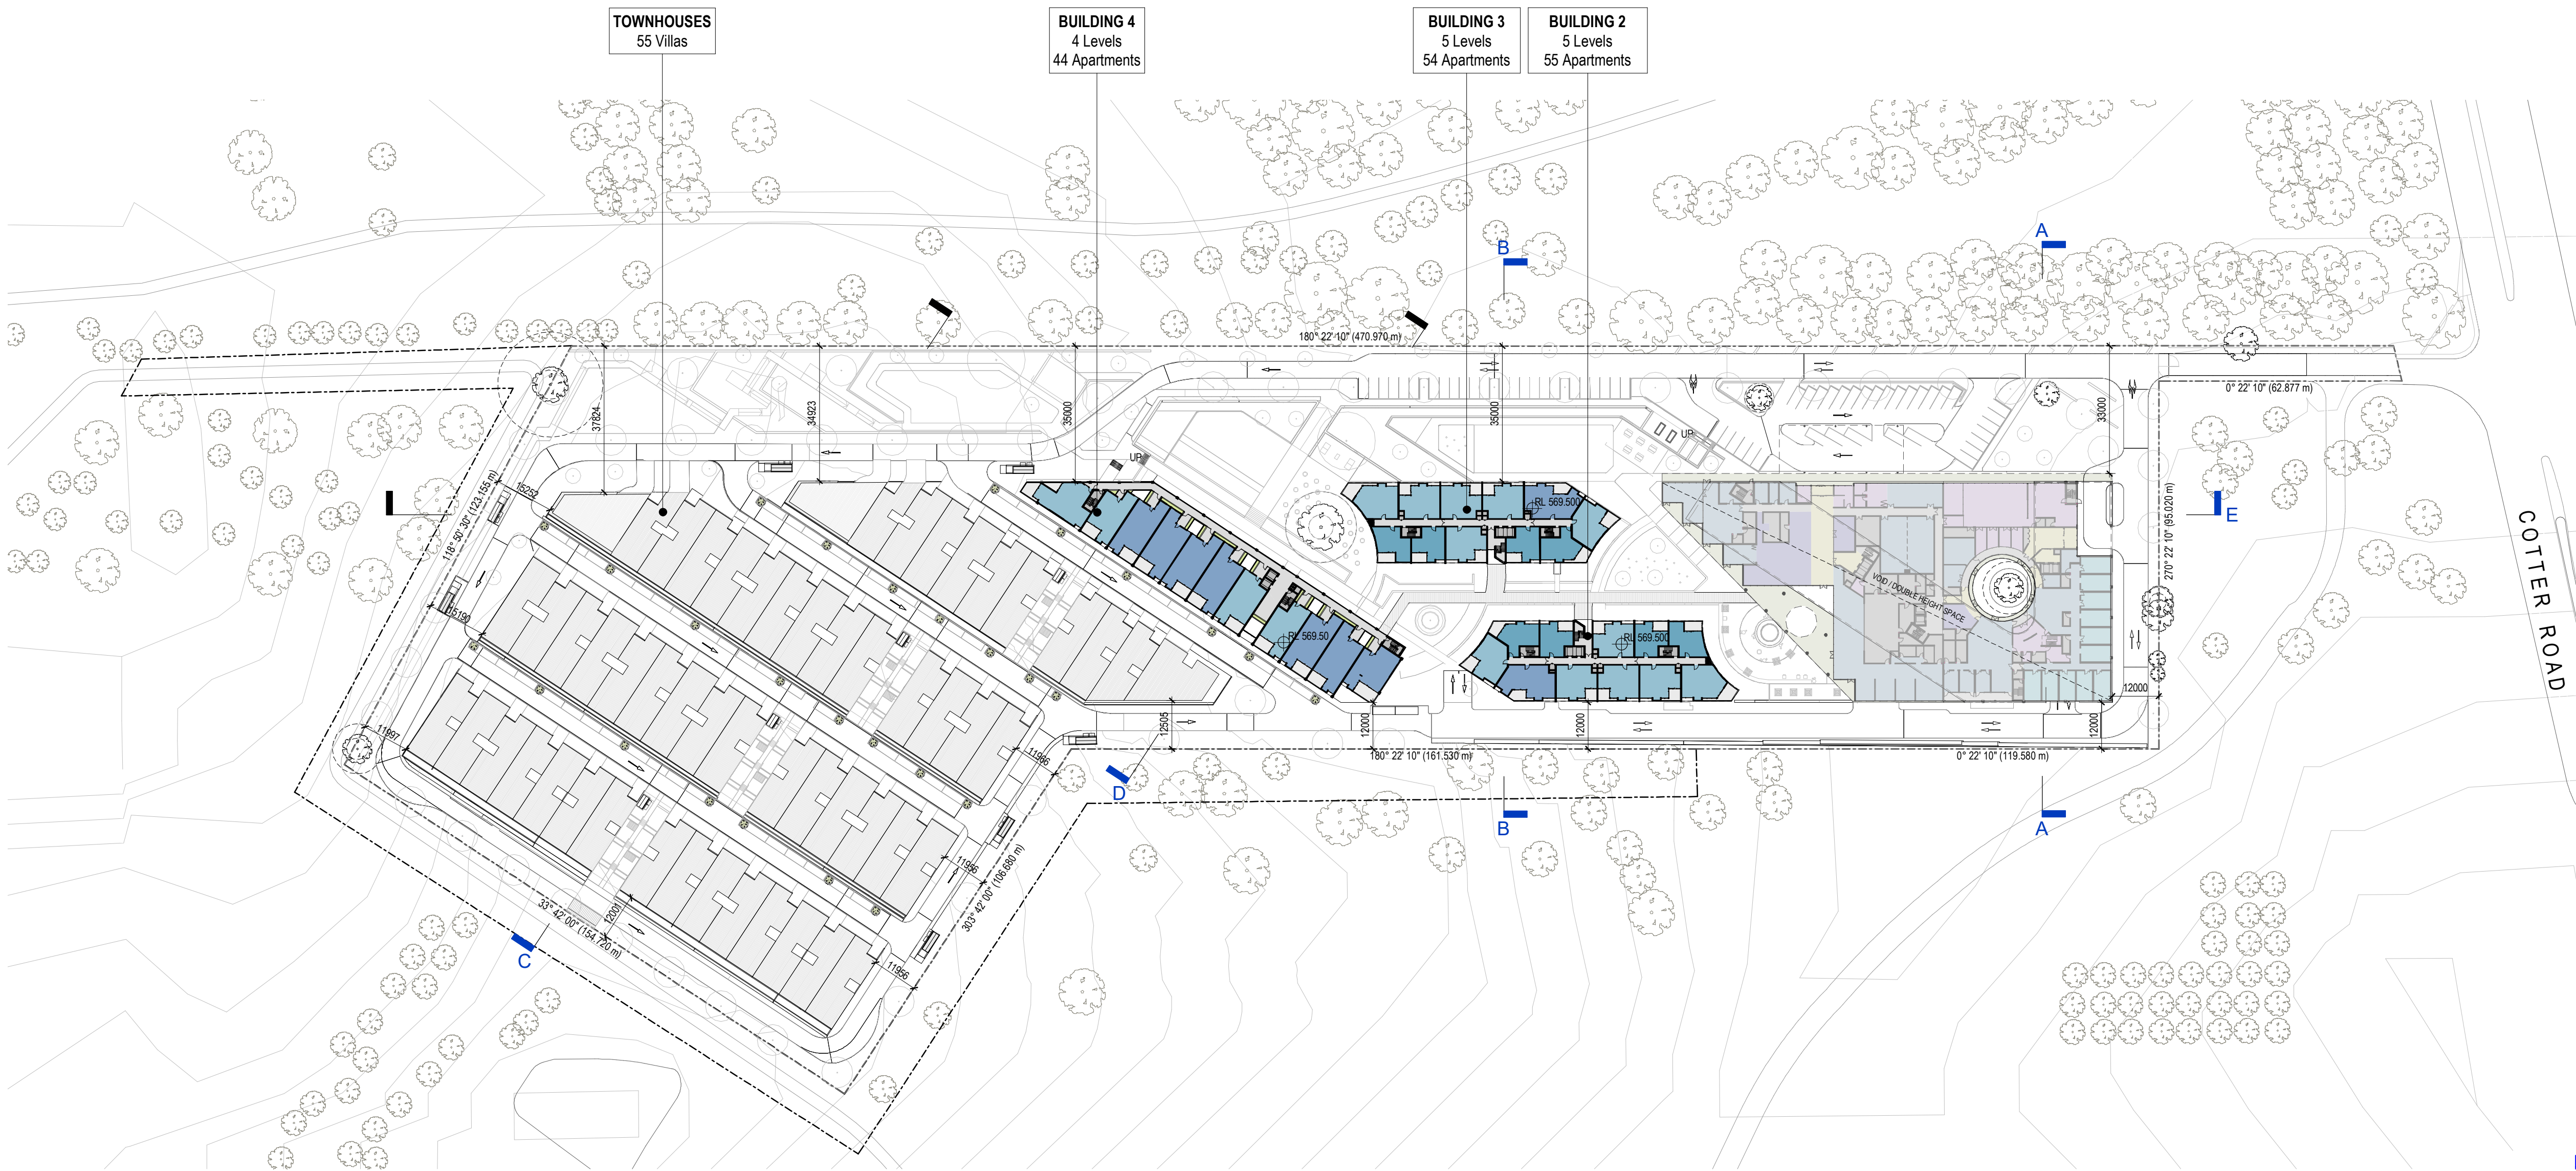 TOWNHOUSES
55 Villas
BUILDING 4
4 Levels
44 Apartments
BUILDING 3
5 Levels
54 Apartments
BUILDING 2
5 Levels
55 Apartments
A
B
180° 22' 10" (470.970 m)
0° 22' 10" (62.877 m)
37824
34923
35000
35000
33000
UP
UP
118° 50' 30" (123.155 m)
15252
RL 569.500
270° 22' 10" (95.020 m)
E
COTTER ROAD
VOID / DOUBLE HEIGHT SPACE
15190
RL 569.50
RL 569.500
12000
11997
12505
12000
12000
12000
11966
180° 22' 10" (161.530 m)
0° 22' 10" (119.580 m)
D
B
A
11956
303° 42' 00" (106.680 m)
33° 42' 00" (154.720 m)
12001
C
11956